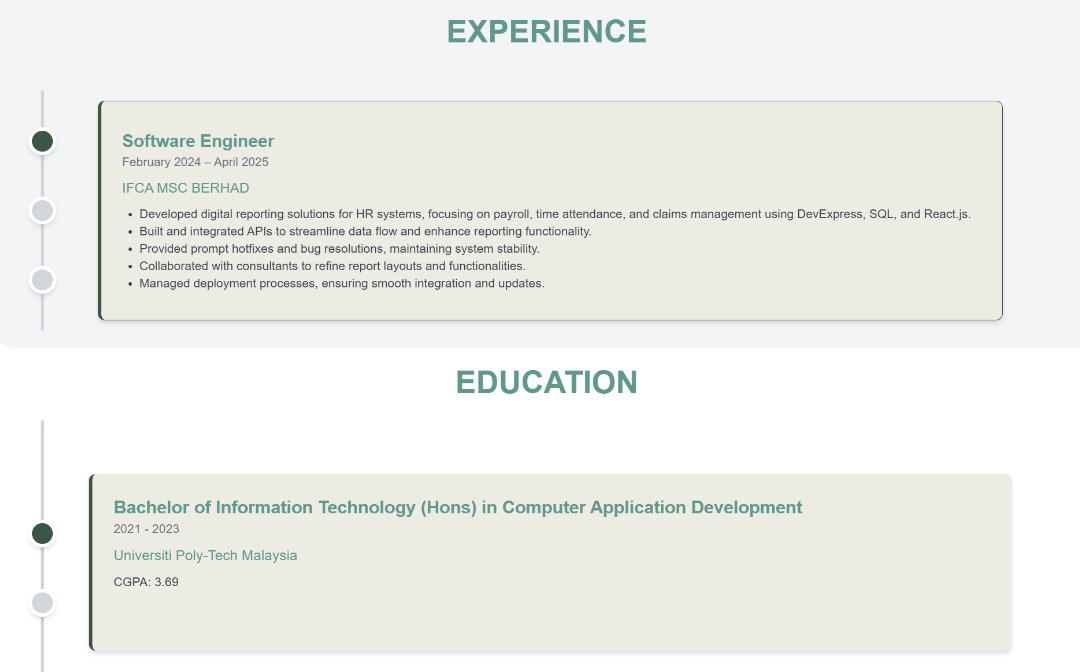 EXPERIENCE
Software Engineer
February 2024 – April 2025
IFCA MSC BERHAD
• Developed digital reporting solutions for HR systems, focusing on payroll, time attendance, and claims management using DevExpress, SQL, and React.js.
• Built and integrated APIs to streamline data flow and enhance reporting functionality.
• Provided prompt hotfixes and bug resolutions, maintaining system stability.
• Collaborated with consultants to refine report layouts and functionalities.
• Managed deployment processes, ensuring smooth integration and updates.
EDUCATION
Bachelor of Information Technology (Hons) in Computer Application Development
2021 - 2023
Universiti Poly-Tech Malaysia
CGPA: 3.69